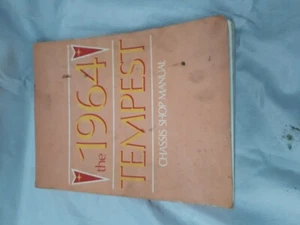 the 1964
TEMPEST
CHASSIS SHOP MANUAL